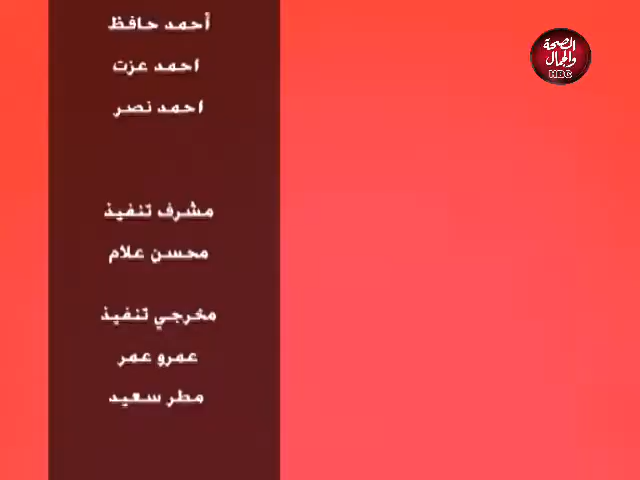 أحمد حافظ
احمد عزت
احمد نصر
مشرف تنفيذ
محسن علام
مخرجي تنفيذ
عمرو عمر
مطر سعيد
الصحة
والجمال
HBC